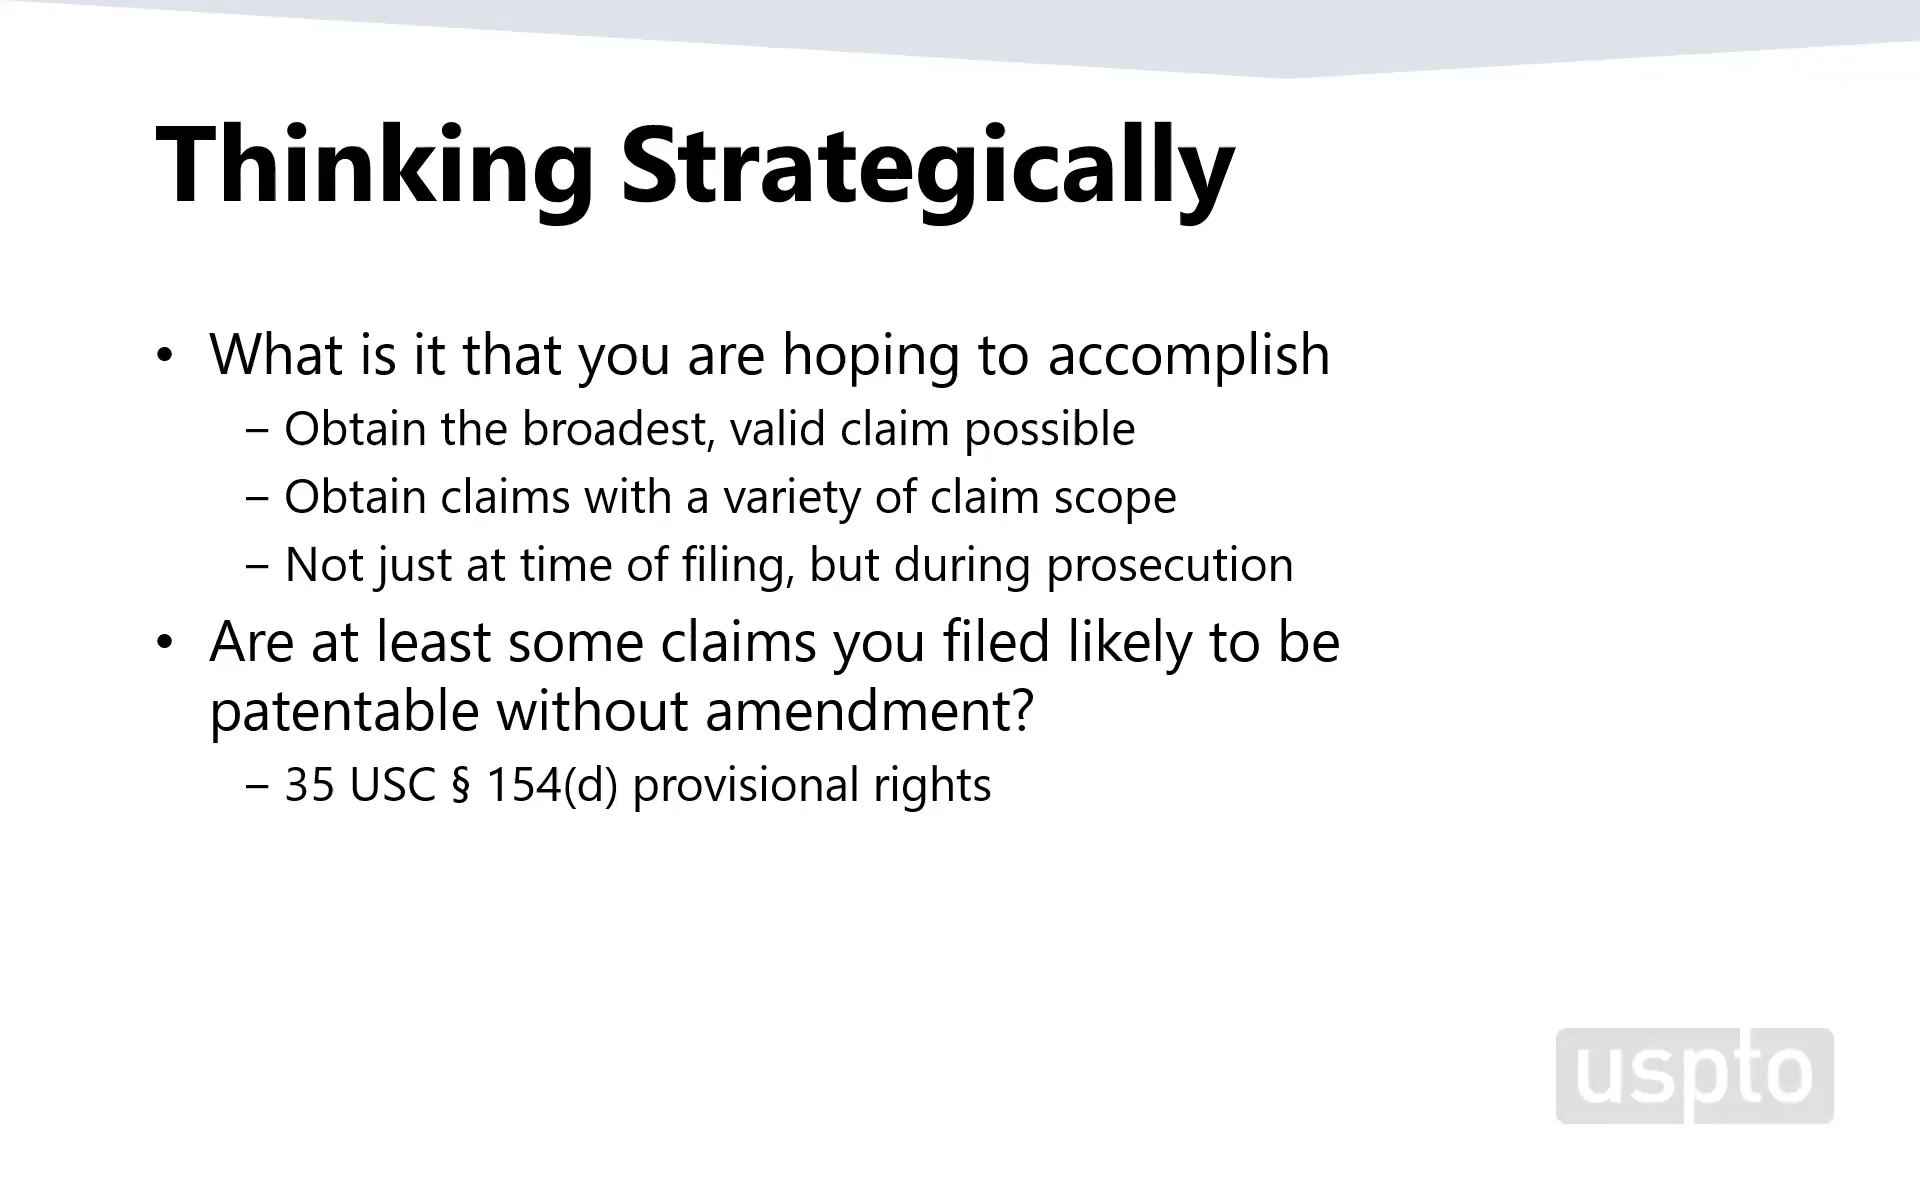 Thinking Strategically
• What is it that you are hoping to accomplish
– Obtain the broadest, valid claim possible
– Obtain claims with a variety of claim scope
– Not just at time of filing, but during prosecution
• Are at least some claims you filed likely to be
patentable without amendment?
– 35 USC § 154(d) provisional rights
uspto